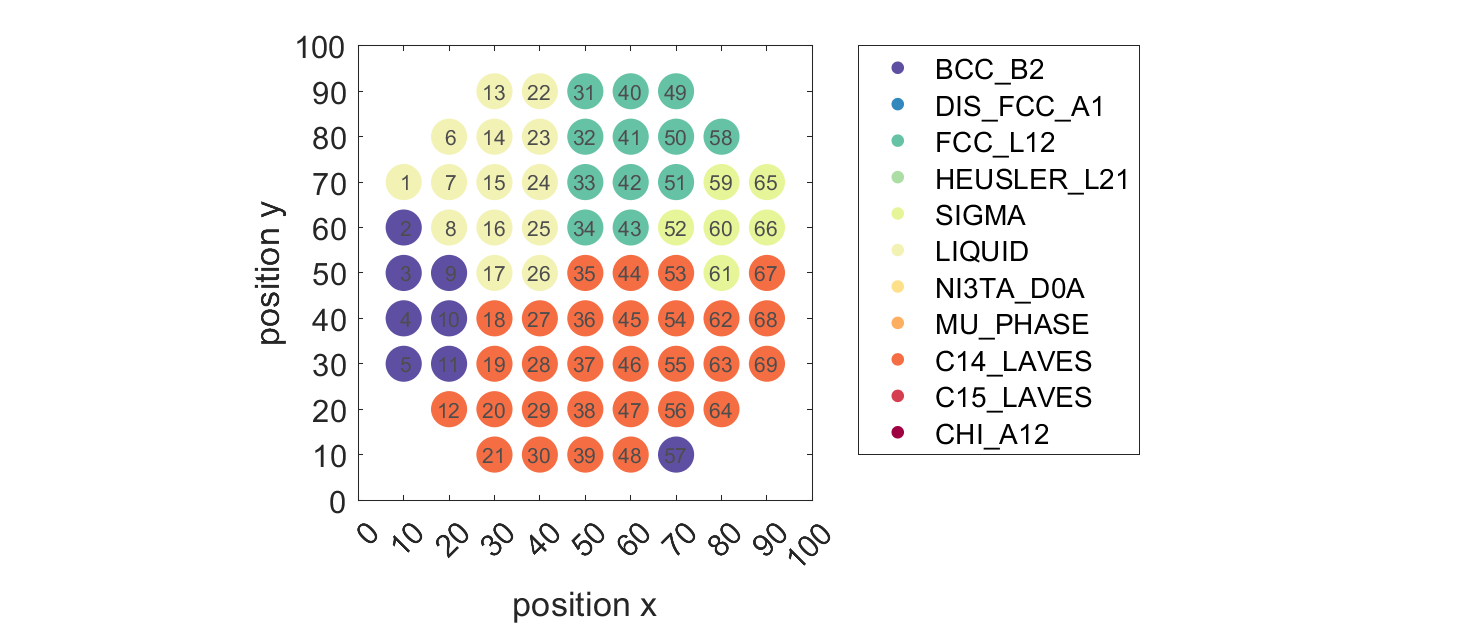 100
90
80
70
60
50
40
30
20
10
0
position y
13 22 31 40 49
6 14 23 32 41 50 58
1 7 15 24 33 42 51 59 65
2 8 16 25 34 43 52 60 66
3 9 17 26 35 44 53 61 67
4 10 18 27 36 45 54 62 68
5 11 19 28 37 46 55 63 69
12 20 29 38 47 56 64
21 30 39 48 57
0 10 20 30 40 50 60 70 80 90 100
position x
BCC_B2
DIS_FCC_A1
FCC_L12
HEUSLER_L21
SIGMA
LIQUID
NI3TA_D0A
MU_PHASE
C14_LAVES
C15_LAVES
CHI_A12